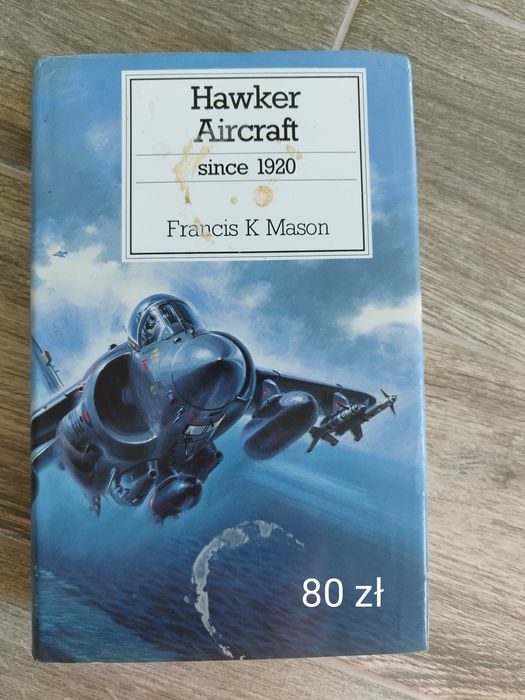 Hawker
Aircraft
since 1920
Francis K Mason
80 zł